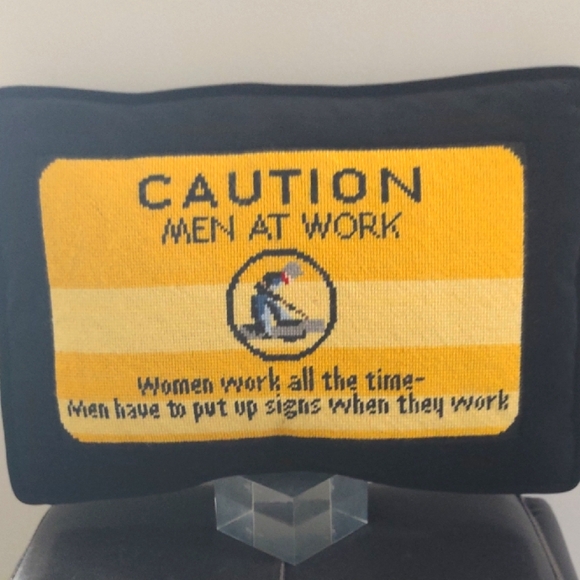 CAUTION
MEN AT WORK
Women work all the time-
Men have to put up signs when they work